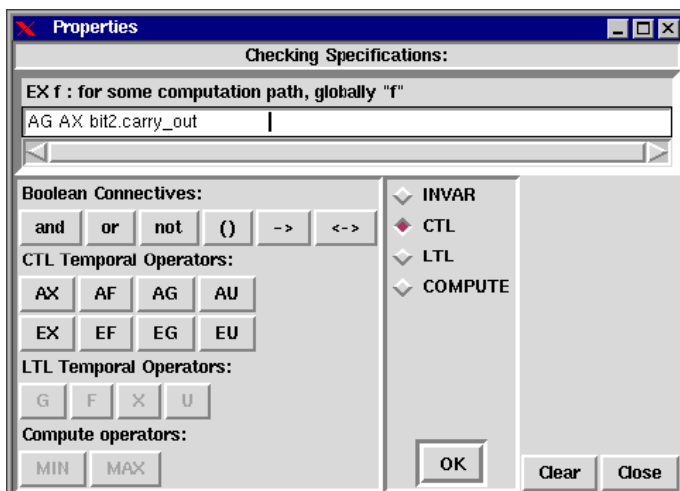 Properties
Checking Specifications:
EX f : for some computation path, globally "f"
AG AX bit2.carry_out
Boolean Connectives:
and or not () -> <->
CTL Temporal Operators:
AX AF AG AU
EX EF EG EU
LTL Temporal Operators:
G F X U
Compute operators:
MIN MAX
INVAR
CTL
LTL
COMPUTE
OK
Clear Close